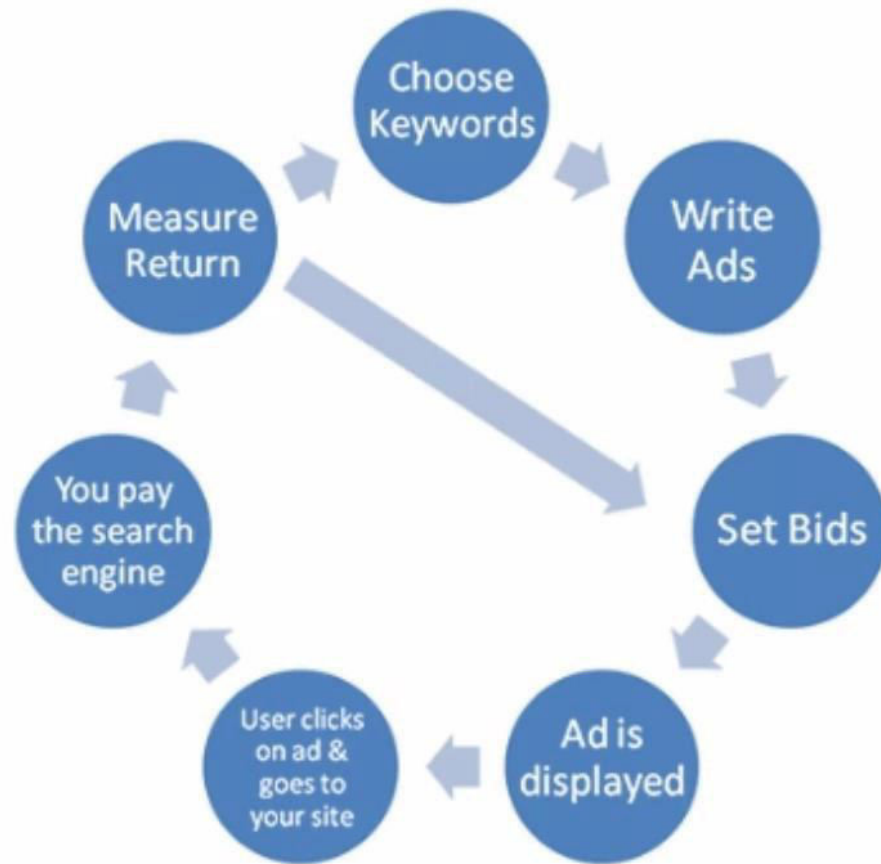 Choose
Keywords
Write
Ads
Set Bids
Ad is
displayed
User clicks
on ad &
goes to
your site
You pay
the search
engine
Measure
Return